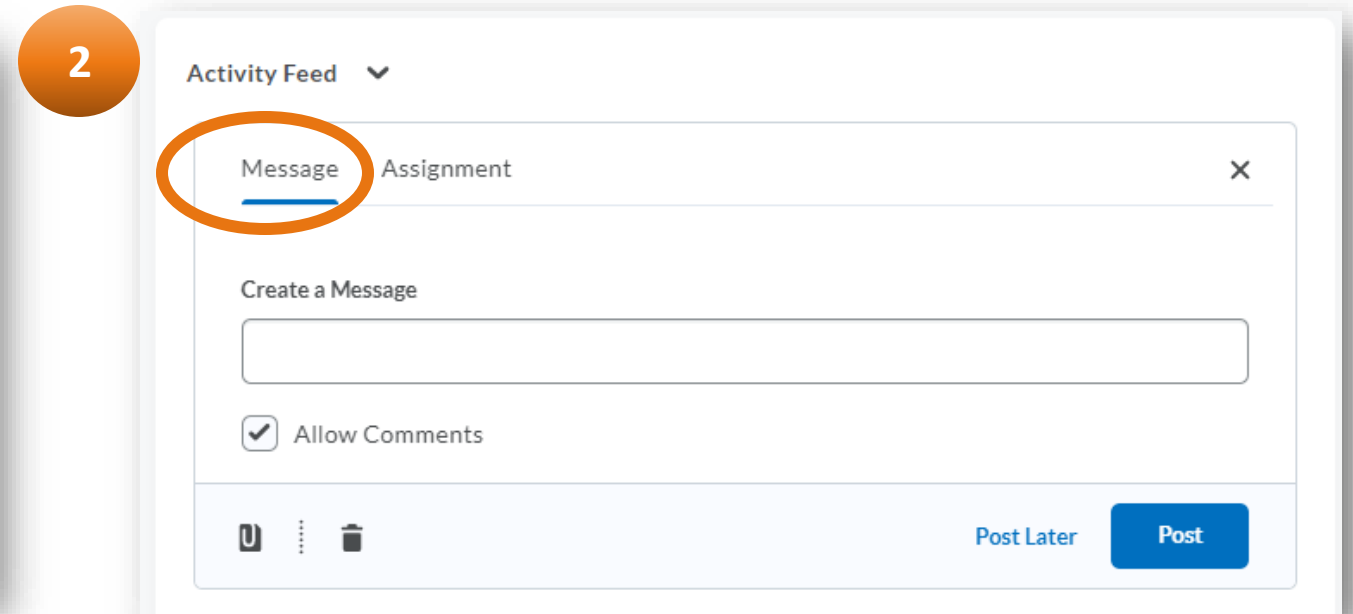 2
Activity Feed
Message Assignment
Create a Message
Allow Comments
Post Later Post